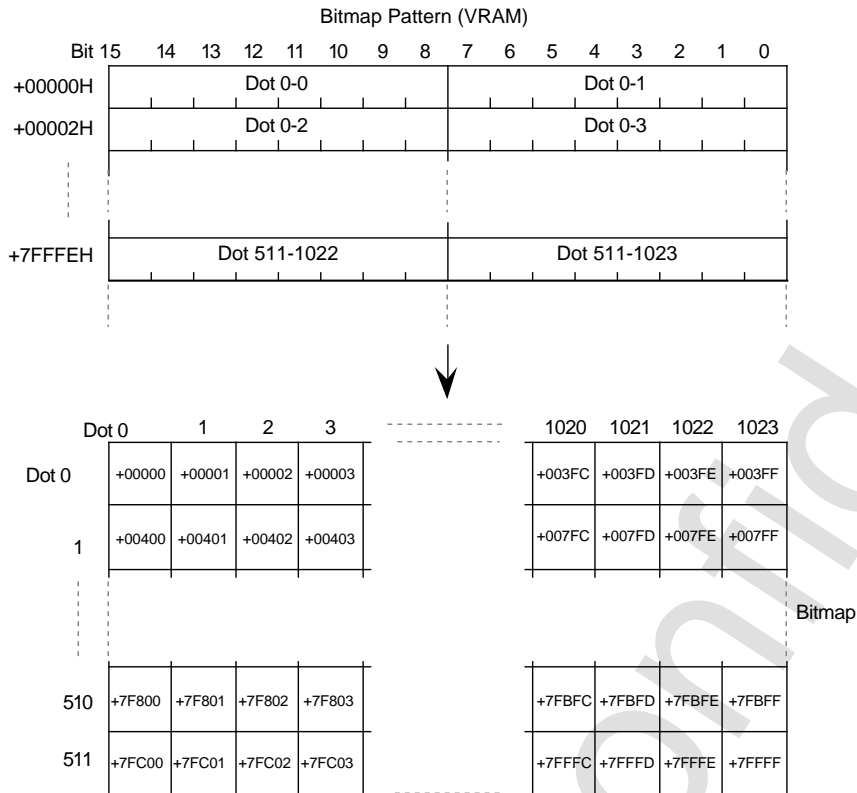 Bitmap Pattern (VRAM)
Bit 15 14 13 12 11 10 9 8 7 6 5 4 3 2 1 0
+00000H Dot 0-0 Dot 0-1
+00002H Dot 0-2 Dot 0-3
+7FFFEH Dot 511-1022 Dot 511-1023
Dot 0 1 2 3 1020 1021 1022 1023
Dot 0 +00000 +00001 +00002 +00003 +003FC +003FD +003FE +003FF
1 +00400 +00401 +00402 +00403 +007FC +007FD +007FE +007FF
Bitmap
510 +7F800 +7F801 +7F802 +7F803 +7FBFC +7FBFD +7FBFE +7FBFF
511 +7FC00 +7FC01 +7FC02 +7FC03 +7FFFC +7FFFD +7FFFE +7FFFF
onfid